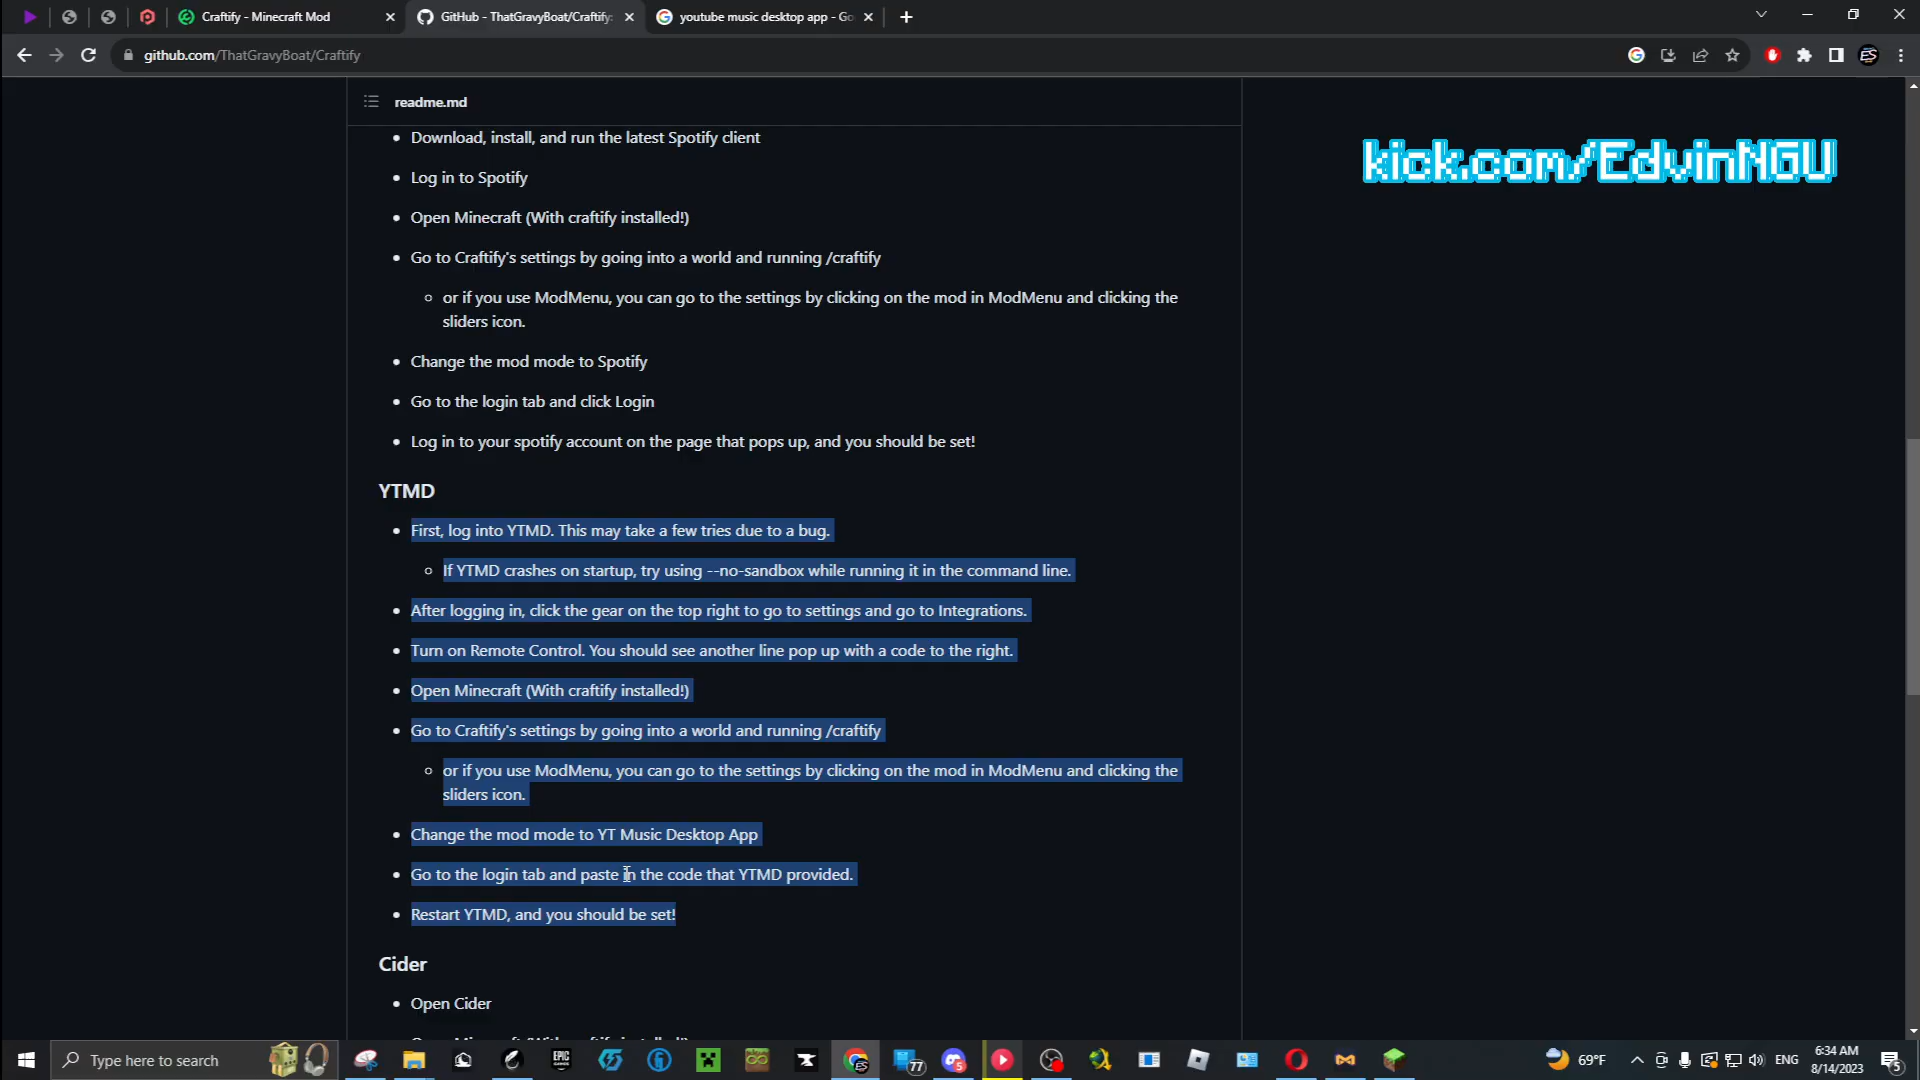 Craftify - Minecraft Mod
GitHub - ThatGravyBoat/Craftify:
youtube music desktop app - Go
github.com/ThatGravyBoat/Craftify
ES
readme.md
kick.com/EdvinNGU
Download, install, and run the latest Spotify client
Log in to Spotify
Open Minecraft (With craftify installed!)
Go to Craftify's settings by going into a world and running /craftify
or if you use ModMenu, you can go to the settings by clicking on the mod in ModMenu and clicking the
sliders icon.
Change the mod mode to Spotify
Go to the login tab and click Login
Log in to your spotify account on the page that pops up, and you should be set!
YTMD
First, log into YTMD. This may take a few tries due to a bug.
If YTMD crashes on startup, try using --no-sandbox while running it in the command line.
After logging in, click the gear on the top right to go to settings and go to Integrations.
Turn on Remote Control. You should see another line pop up with a code to the right.
Open Minecraft (With craftify installed!)
Go to Craftify's settings by going into a world and running /craftify
or if you use ModMenu, you can go to the settings by clicking on the mod in ModMenu and clicking the
sliders icon.
Change the mod mode to YT Music Desktop App
Go to the login tab and paste in the code that YTMD provided.
Restart YTMD, and you should be set!
Cider
Open Cider
Open Minecraft (With craftify installed!)
Type here to search
EPIC
GAMES
77
5
69°F
ENG
6:34 AM
8/14/2023
5